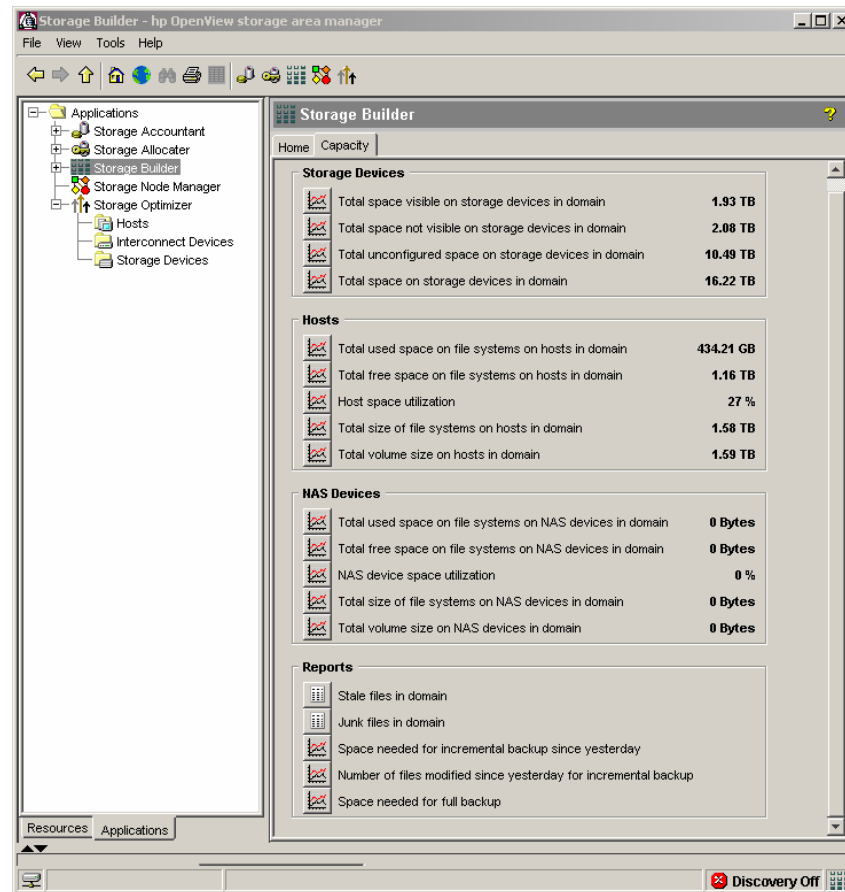 Storage Builder - hp OpenView storage area manager
File View Tools Help
Applications
Storage Accountant
Storage Allocater
Storage Builder
Storage Node Manager
Storage Optimizer
Hosts
Interconnect Devices
Storage Devices
Resources Applications
Storage Builder ?
Home Capacity
Storage Devices
Total space visible on storage devices in domain 1.93 TB
Total space not visible on storage devices in domain 2.08 TB
Total unconfigured space on storage devices in domain 10.49 TB
Total space on storage devices in domain 16.22 TB
Hosts
Total used space on file systems on hosts in domain 434.21 GB
Total free space on file systems on hosts in domain 1.16 TB
Host space utilization 27 %
Total size of file systems on hosts in domain 1.58 TB
Total volume size on hosts in domain 1.59 TB
NAS Devices
Total used space on file systems on NAS devices in domain 0 Bytes
Total free space on file systems on NAS devices in domain 0 Bytes
NAS device space utilization 0 %
Total size of file systems on NAS devices in domain 0 Bytes
Total volume size on NAS devices in domain 0 Bytes
Reports
Stale files in domain
Junk files in domain
Space needed for incremental backup since yesterday
Number of files modified since yesterday for incremental backup
Space needed for full backup
Discovery Off